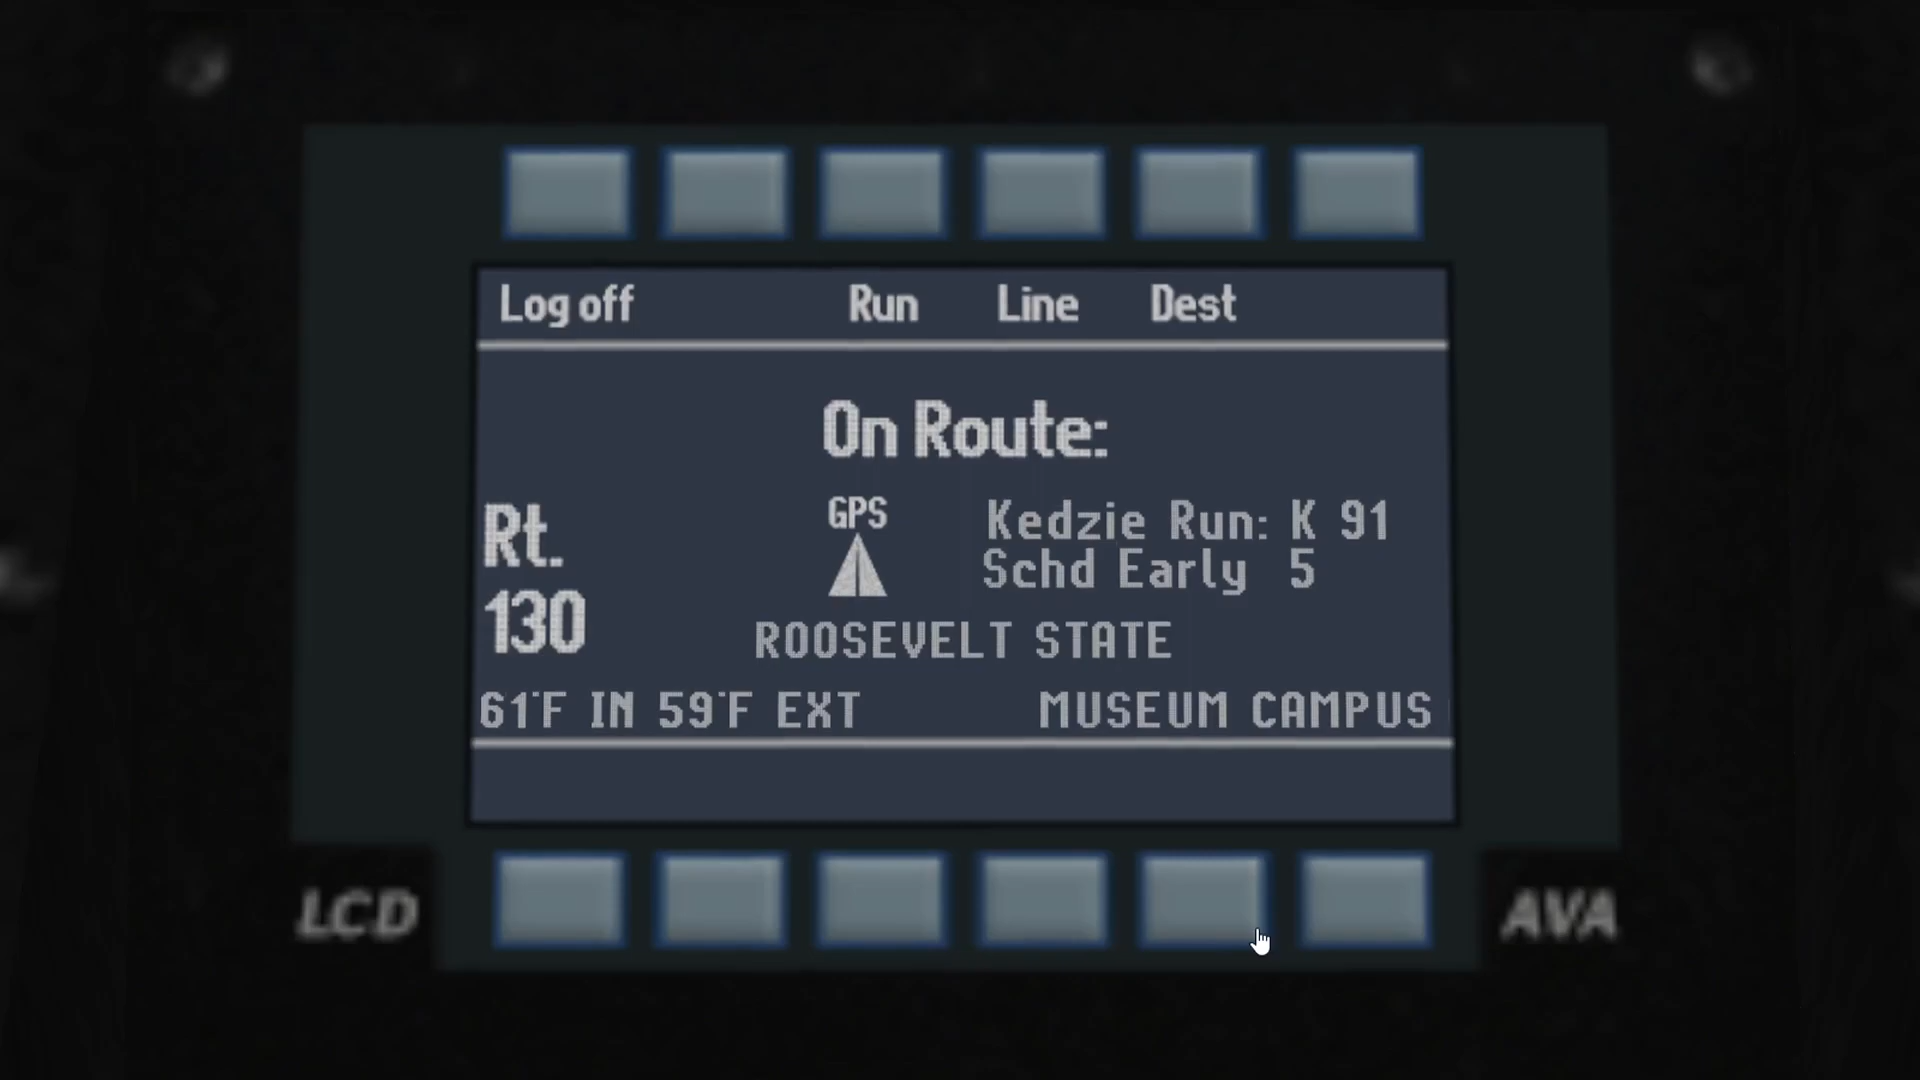 Log off Run Line Dest
On Route:
Rt.
130
GPS
Kedzie Run: K 91
Schd Early 5
ROOSEVELT STATE
61°F IN 59°F EXT MUSEUM CAMPUS
LCD
AVA